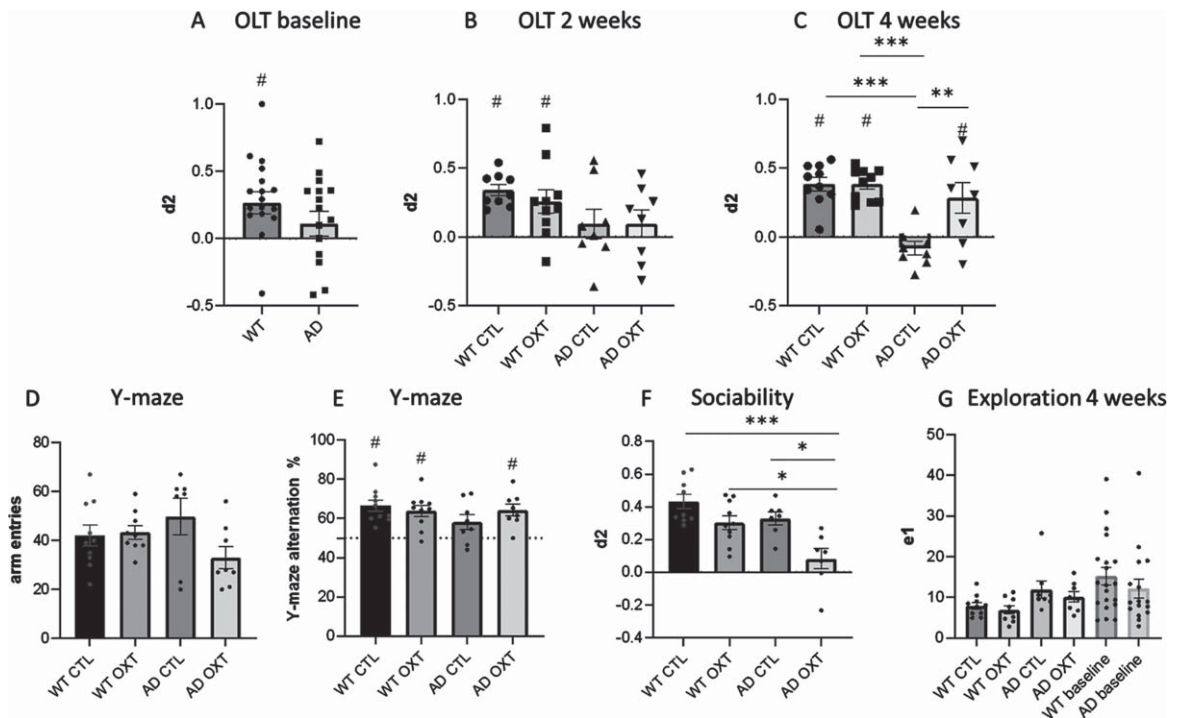 A OLT baseline
#
1.0
0.5
0.0
-0.5
d2
WT
AD
B OLT 2 weeks
# #
1.0
0.5
0.0
-0.5
d2
WT CTL
WT OXT
AD CTL
AD OXT
C OLT 4 weeks
***
*** **
# # #
1.0
0.5
0.0
-0.5
d2
WT CTL
WT OXT
AD CTL
AD OXT
D Y-maze
80
60
40
20
0
arm entries
WT CTL
WT OXT
AD CTL
AD OXT
E Y-maze
# # #
100
80
60
40
20
0
Y-maze alternation %
WT CTL
WT OXT
AD CTL
AD OXT
F Sociability
***
*
*
0.8
0.6
0.4
0.2
0.0
-0.2
-0.4
d2
WT CTL
WT OXT
AD CTL
AD OXT
G Exploration 4 weeks
50
40
30
20
10
0
e1
WT CTL
WT OXT
AD CTL
AD OXT
WT baseline
AD baseline